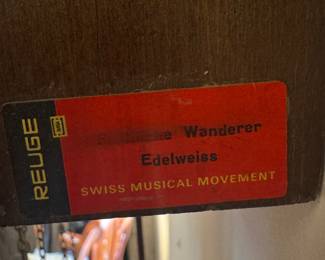 REUGE
Wanderer
Edelweiss
SWISS MUSICAL MOVEMENT